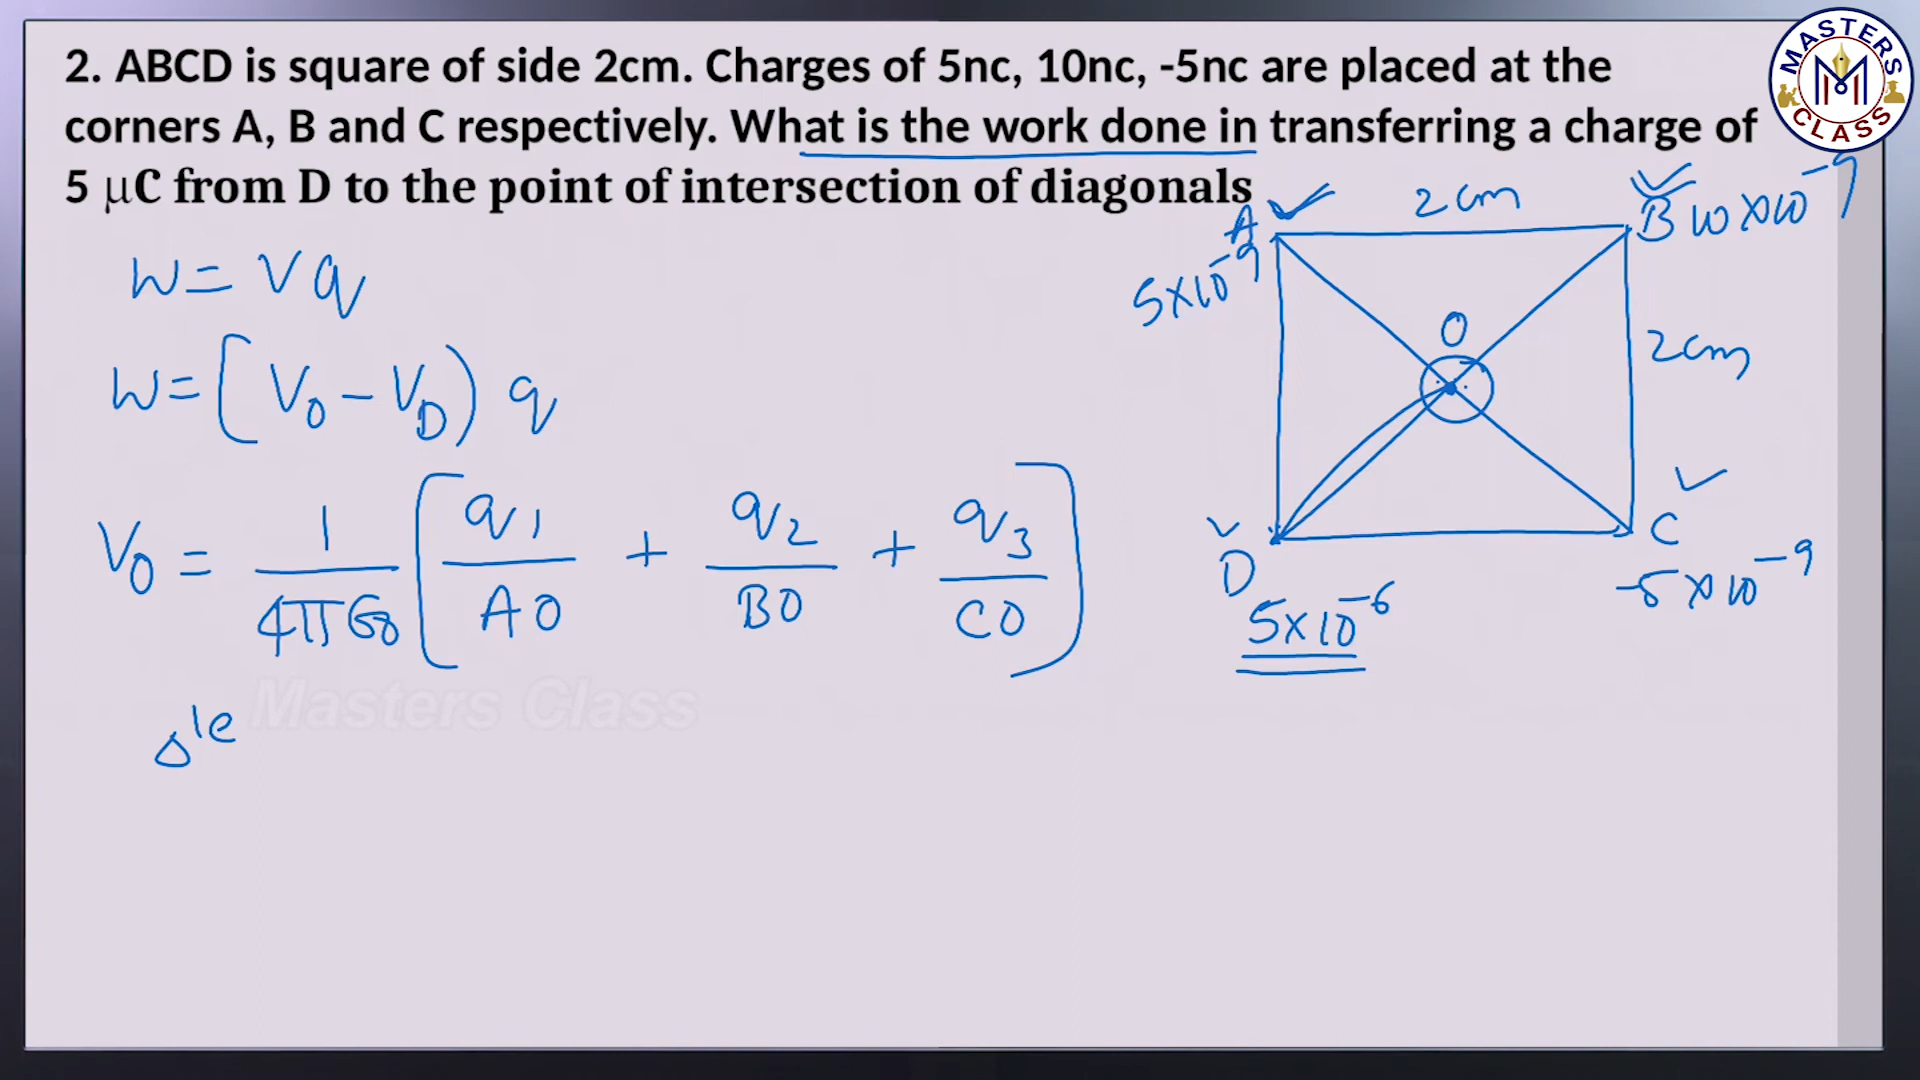 2. ABCD is square of side 2cm. Charges of 5nc, 10nc, -5nc are placed at the
corners A, B and C respectively. What is the work done in transferring a charge of
5 μC from D to the point of intersection of diagonals
MASTERS CLASS
A
2 cm
B 10 × 10⁻⁹
5×10⁻⁹
W = V q
O
2cm
W = [V₀ - V_D) q
V₀ = 1/4πϵ₀ [q₁/AO + q₂/BO + q₃/CO]
C
-5 × 10⁻⁹
D
5×10⁻⁶
Masters Class
Δle